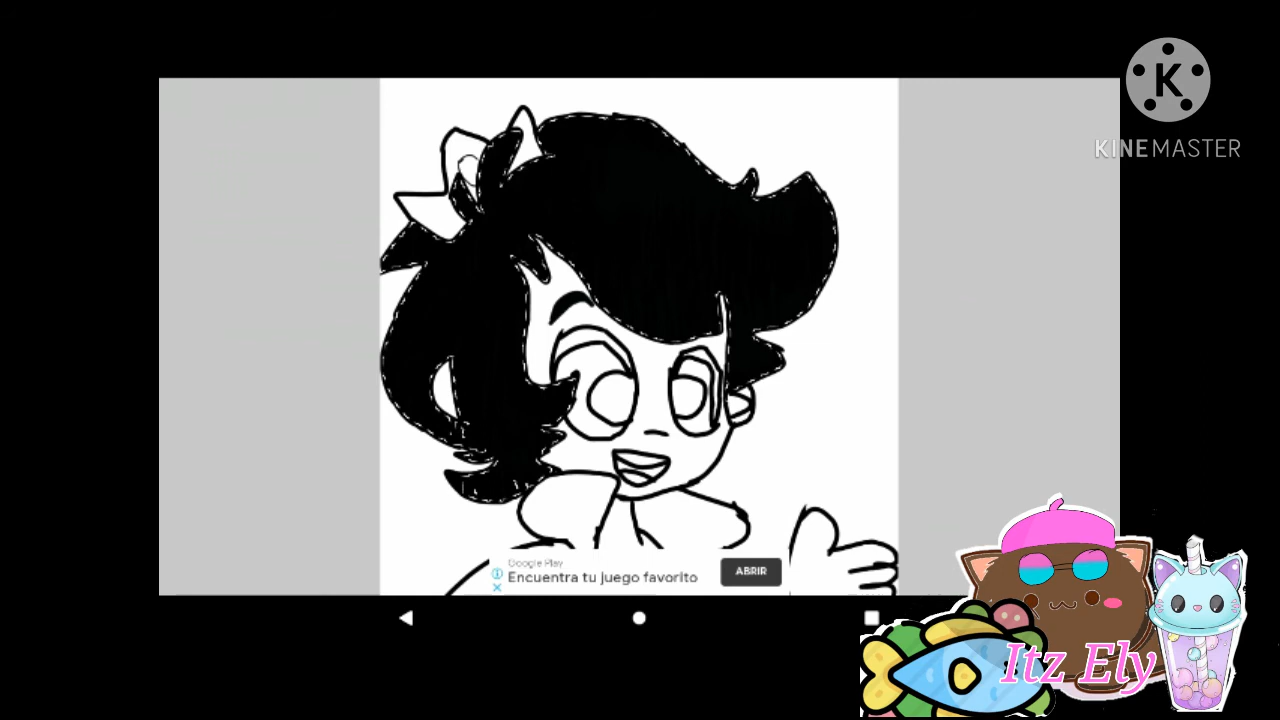 K
KINEMASTER
Google Play
Encuentra tu juego favorito
ABRIR
Itz Ely